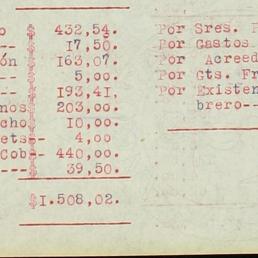 o $ 432,54.
--- " 17,50.
ón $ 163,07.
--- " 5,00.
--- " 193,41,
nos " 203,00.
cho " 10,00.
ets-- 4,00
Cob-- 440,00.
---- " 39,50.
$1.508,02.
Por Sres. F
Por Gastos
Por Acreed
Por Gts. Fr
Por Existen
brero--